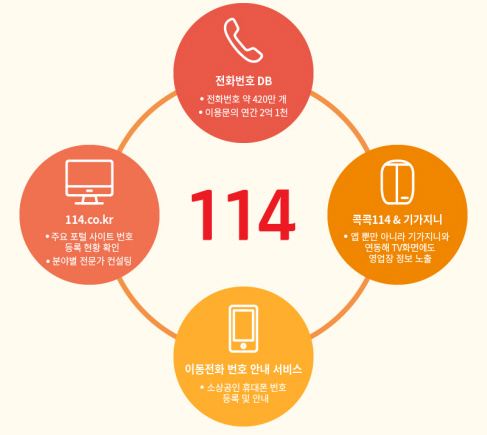 전화번호 DB
• 전화번호 약 420만 개
• 이용문의 연간 2억 1천
114.co.kr
• 주요 포털 사이트 번호
등록 현황 확인
• 분야별 전문가 컨설팅
114
콕콕114 & 기가지니
• 앱 뿐만 아니라 기가지니와
연동해 TV화면에도
영업장 정보 노출
이동전화 번호 안내 서비스
• 소상공인 휴대폰 번호
등록 및 안내